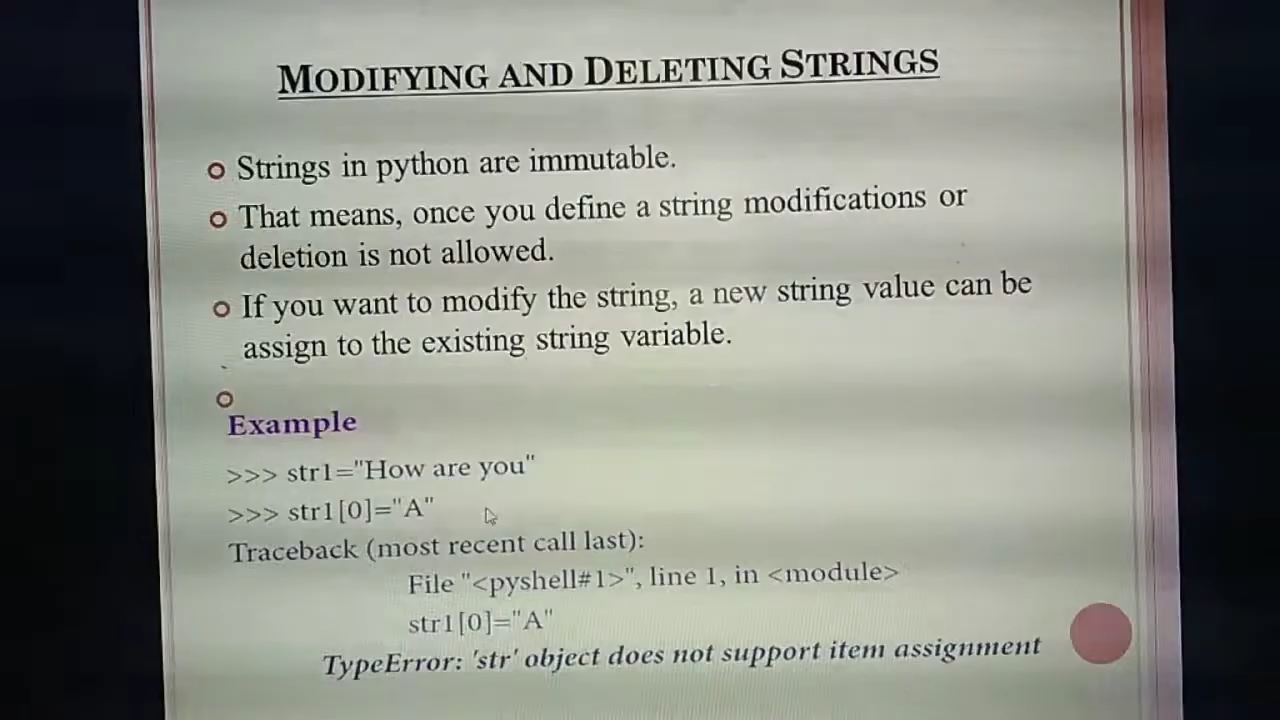 MODIFYING AND DELETING STRINGS
Strings in python are immutable.
That means, once you define a string modifications or
deletion is not allowed.
If you want to modify the string, a new string value can be
assign to the existing string variable.
Example
>>> str1="How are you"
>>> str1[0]="A"
Traceback (most recent call last):
File "<pyshell#1>", line 1, in <module>
str1[0]="A"
TypeError: 'str' object does not support item assignment